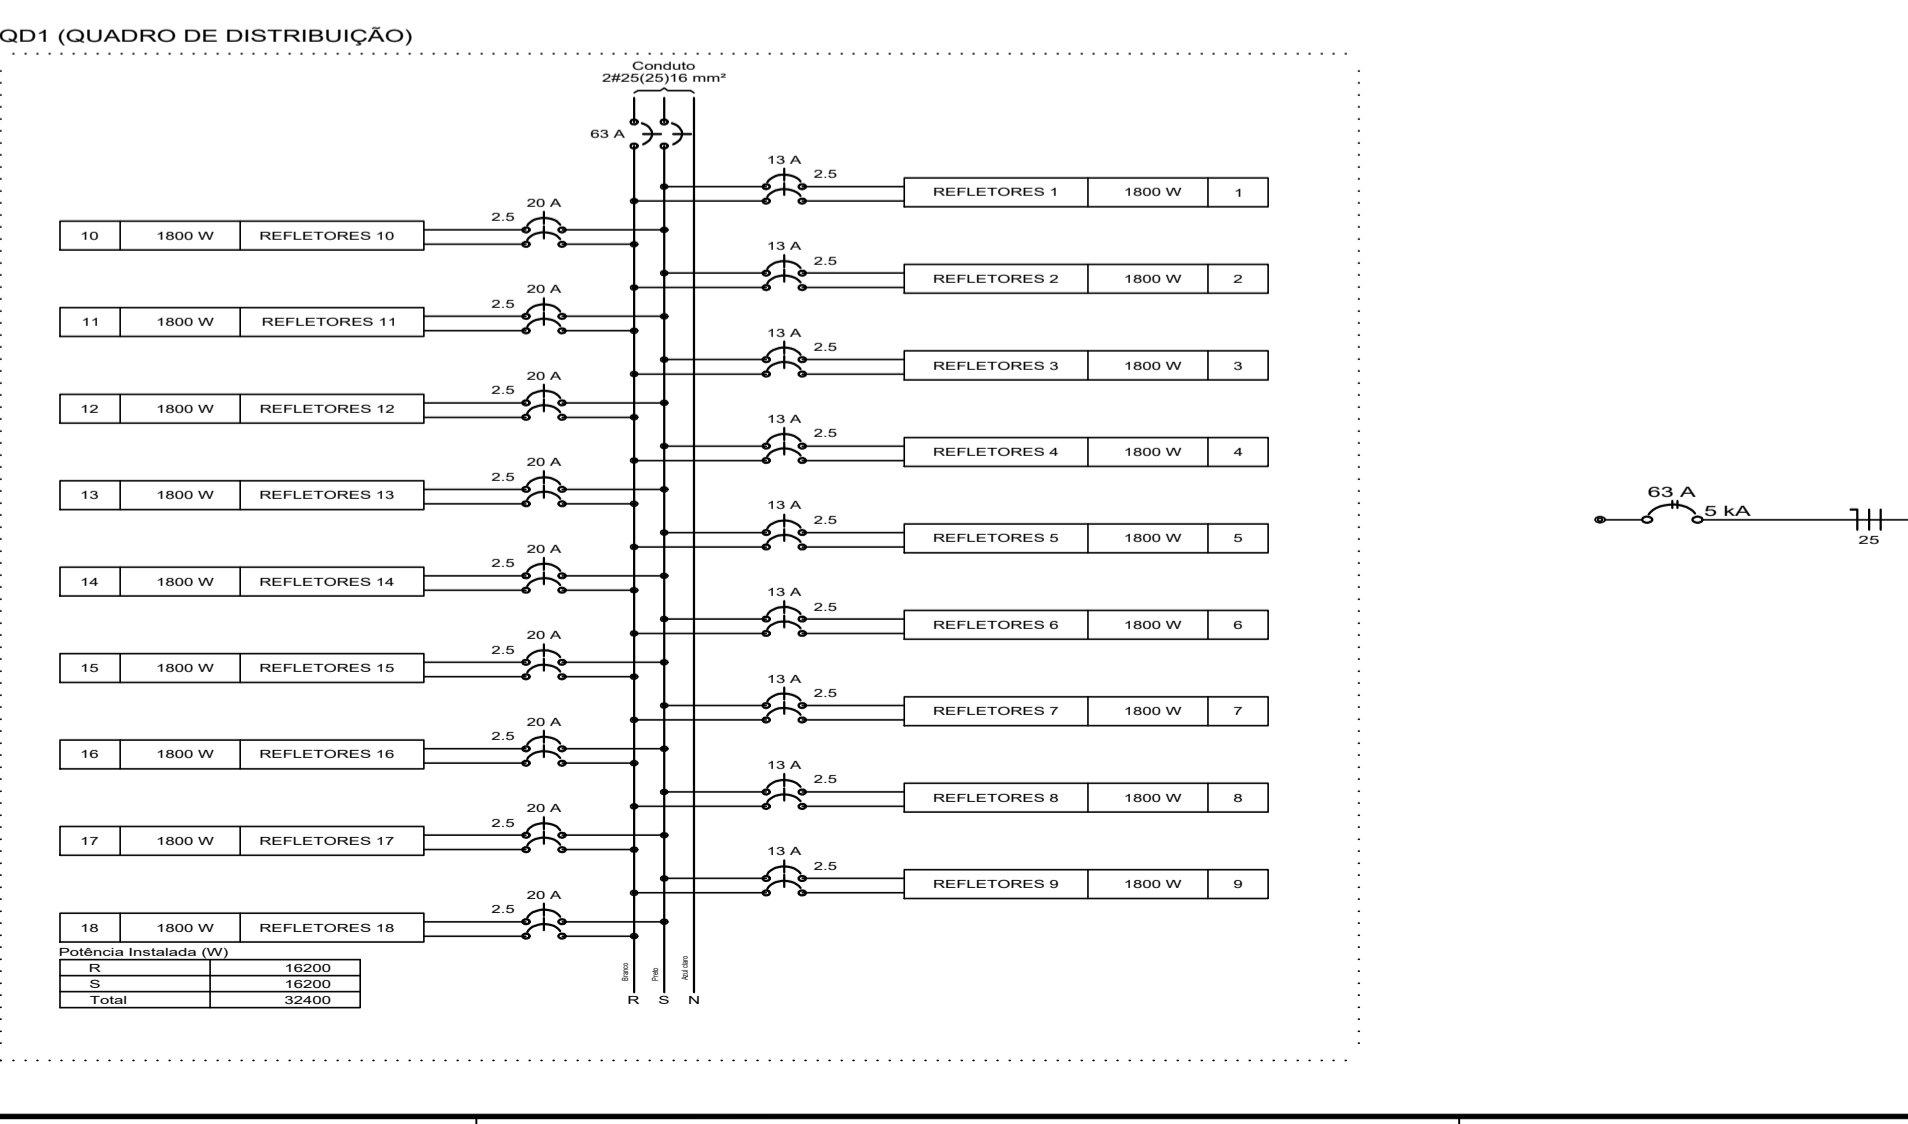 QD1 (QUADRO DE DISTRIBUIÇÃO)
Conduto
2#25(25)16 mm²
63 A
13 A
2.5
REFLETORES 1 1800 W 1
20 A
2.5
10 1800 W REFLETORES 10
13 A
2.5
REFLETORES 2 1800 W 2
20 A
2.5
11 1800 W REFLETORES 11
13 A
2.5
REFLETORES 3 1800 W 3
20 A
2.5
12 1800 W REFLETORES 12
13 A
2.5
REFLETORES 4 1800 W 4
20 A
2.5
13 1800 W REFLETORES 13
13 A
2.5
REFLETORES 5 1800 W 5
20 A
2.5
14 1800 W REFLETORES 14
13 A
2.5
REFLETORES 6 1800 W 6
20 A
2.5
15 1800 W REFLETORES 15
13 A
2.5
REFLETORES 7 1800 W 7
20 A
2.5
16 1800 W REFLETORES 16
13 A
2.5
REFLETORES 8 1800 W 8
20 A
2.5
17 1800 W REFLETORES 17
13 A
2.5
REFLETORES 9 1800 W 9
20 A
2.5
18 1800 W REFLETORES 18
Potência Instalada (W)
R 16200
S 16200
Total 32400
Branco
Preto
Azul claro
R S N
63 A
5 kA
25